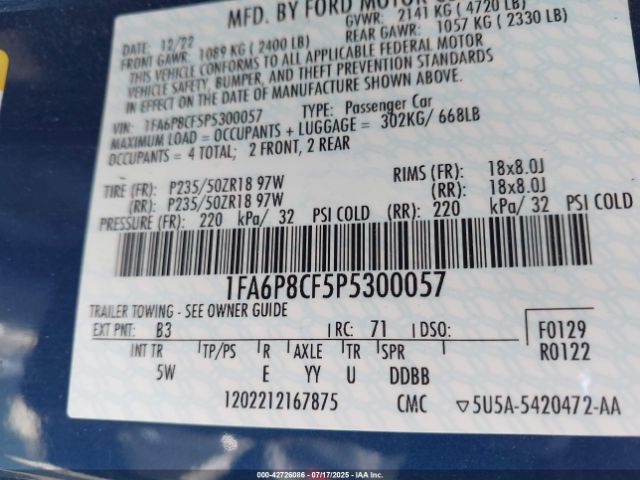 MFD. BY FORD MOTOR
DATE: 12/22 GVWR: 2141 KG (4720 LB)
FRONT GAWR: 1089 KG (2400 LB) REAR GAWR: 1057 KG (2330 LB)
THIS VEHICLE CONFORMS TO ALL APPLICABLE FEDERAL MOTOR
VEHICLE SAFETY, BUMPER, AND THEFT PREVENTION STANDARDS
IN EFFECT ON THE DATE OF MANUFACTURE SHOWN ABOVE.
VIN: 1FA6P8CF5P5300057 TYPE: Passenger Car
MAXIMUM LOAD = OCCUPANTS + LUGGAGE = 302KG/ 668LB
OCCUPANTS = 4 TOTAL; 2 FRONT, 2 REAR
TIRE (FR): P235/50ZR18 97W RIMS (FR): 18x8.0J
(RR): P235/50ZR18 97W (RR): 18x8.0J
PRESSURE (FR): 220 kPa/ 32 PSI COLD (RR): 220 kPa/ 32 PSI COLD
1FA6P8CF5P5300057
TRAILER TOWING - SEE OWNER GUIDE
EXT PNT: B3 RC: 71 DSO: F0129
INT TR TP/PS R AXLE TR SPR R0122
5W E YY U DDBB
1202212167875 CMC ▽5U5A-5420472-AA
000-42726086 - 07/17/2025 - IAA Inc.